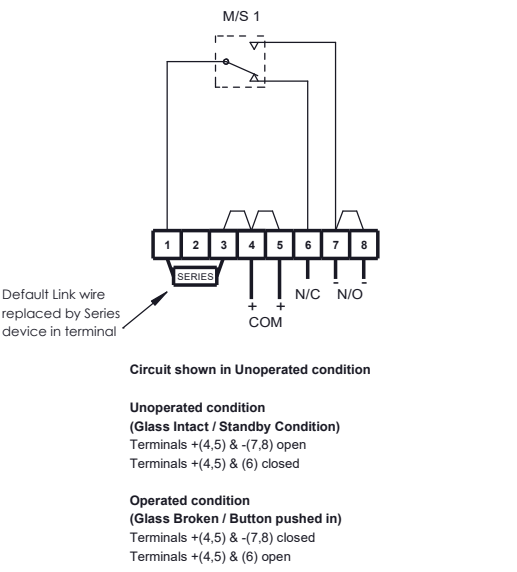 M/S 1
1 2 3 4 5 6 7 8
SERIES
Default Link wire
replaced by Series
device in terminal
+ +
COM
N/C
- -
N/O
Circuit shown in Unoperated condition
Unoperated condition
(Glass Intact / Standby Condition)
Terminals +(4,5) & -(7,8) open
Terminals +(4,5) & (6) closed
Operated condition
(Glass Broken / Button pushed in)
Terminals +(4,5) & -(7,8) closed
Terminals +(4,5) & (6) open